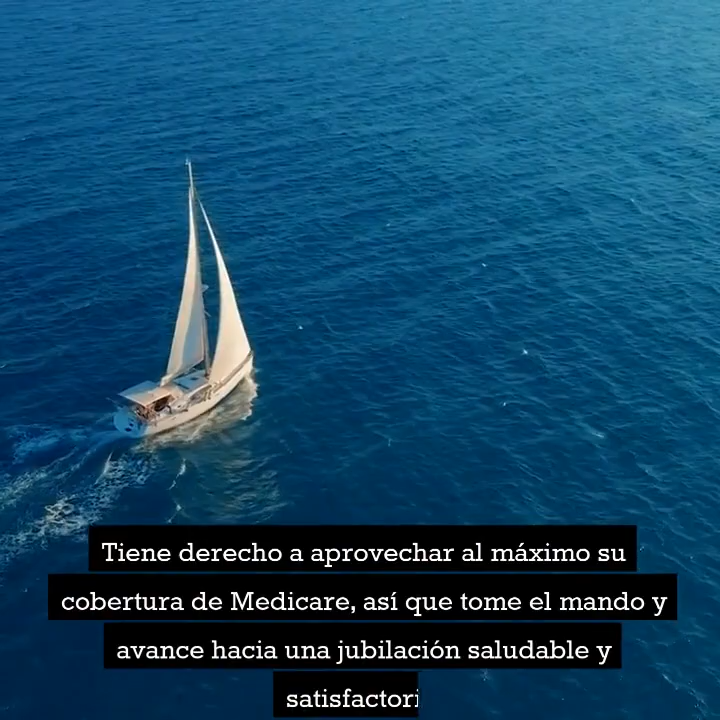 Tiene derecho a aprovechar al máximo su
cobertura de Medicare, así que tome el mando y
avance hacia una jubilación saludable y
satisfactori